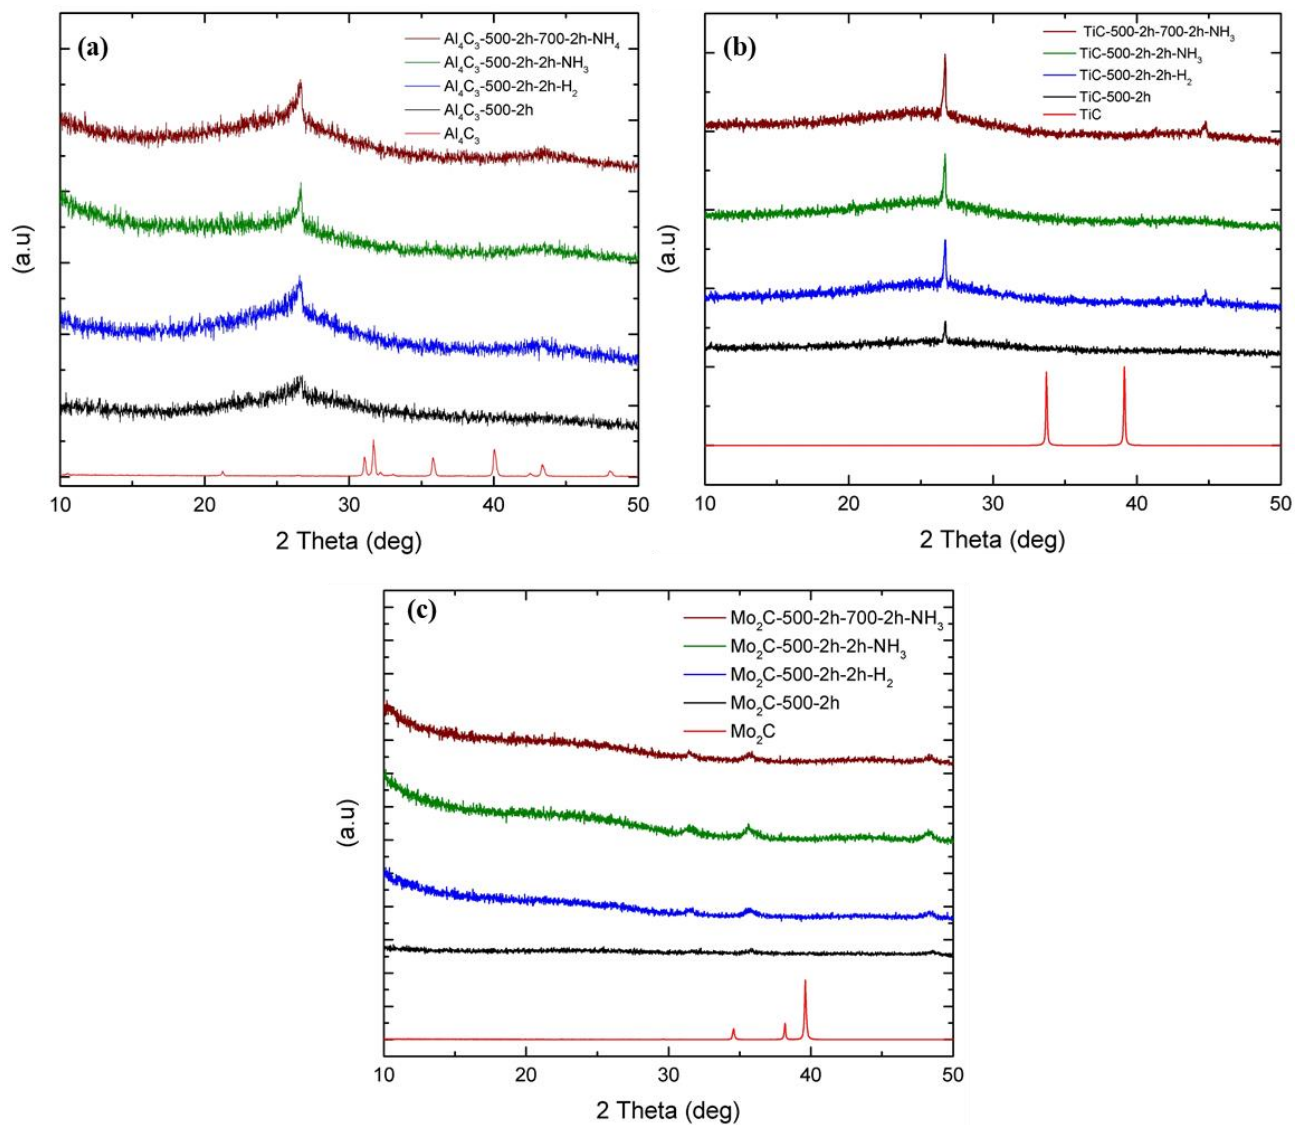 (a)
Al₄C₃-500-2h-700-2h-NH₄
Al₄C₃-500-2h-2h-NH₃
Al₄C₃-500-2h-2h-H₂
Al₄C₃-500-2h
Al₄C₃
(a.u)
10 20 30 40 50
2 Theta (deg)
(b)
TiC-500-2h-700-2h-NH₃
TiC-500-2h-2h-NH₃
TiC-500-2h-2h-H₂
TiC-500-2h
TiC
(a.u)
10 20 30 40 50
2 Theta (deg)
(c)
Mo₂C-500-2h-700-2h-NH₃
Mo₂C-500-2h-2h-NH₃
Mo₂C-500-2h-2h-H₂
Mo₂C-500-2h
Mo₂C
(a.u)
10 20 30 40 50
2 Theta (deg)